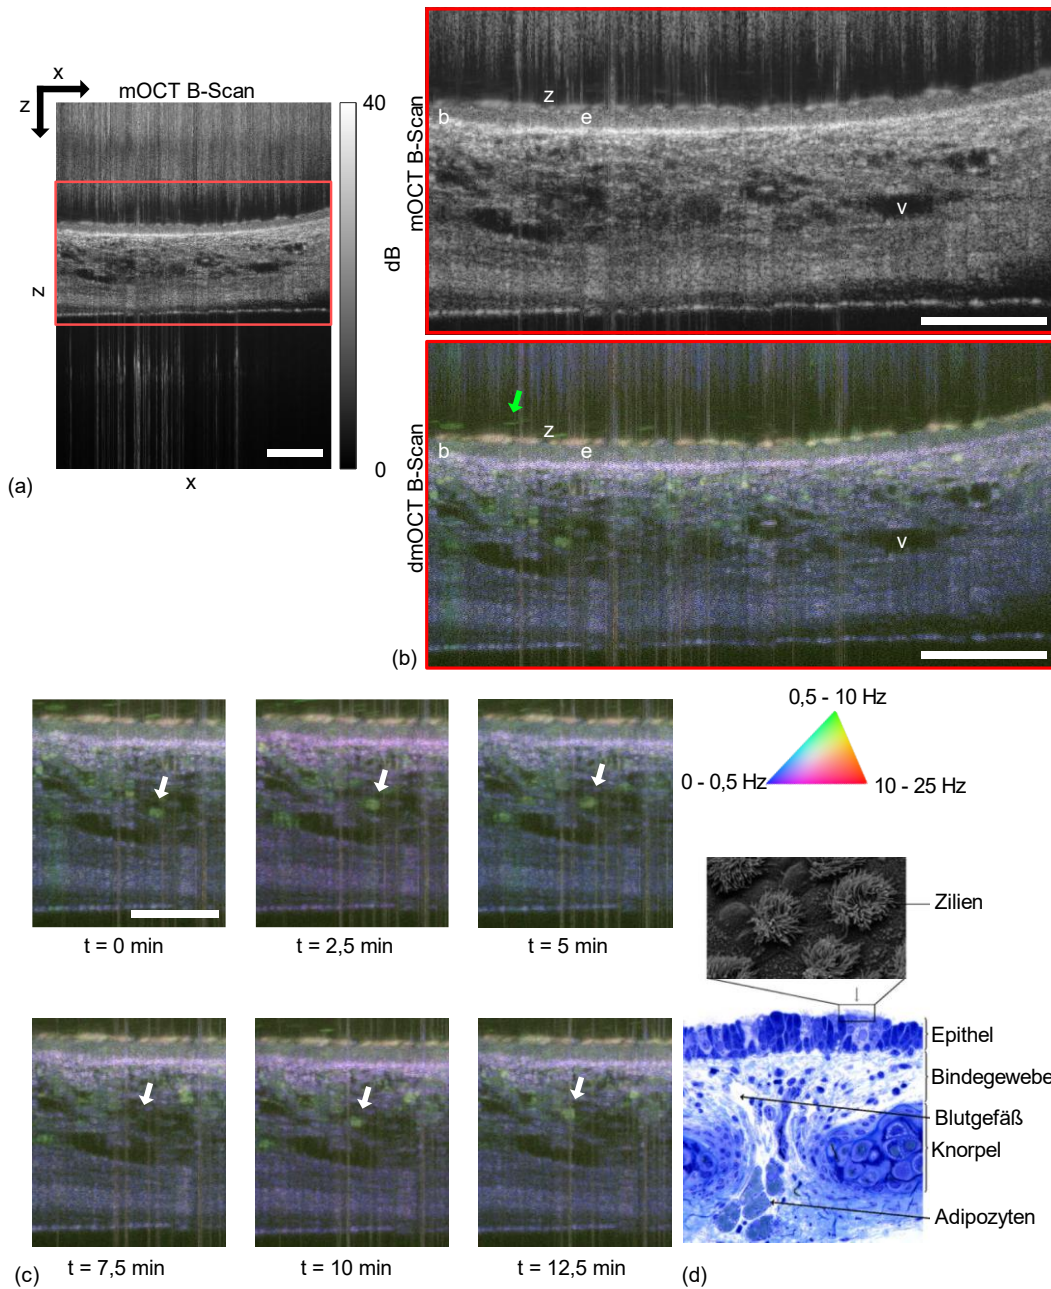 x
z
mOCT B-Scan
40
dB
0
z
x
(a)
mOCT B-Scan
z
b
e
v
dmOCT B-Scan
z
b
e
v
(b)
t = 0 min
t = 2,5 min
t = 5 min
t = 7,5 min
t = 10 min
t = 12,5 min
(c)
0,5 - 10 Hz
0 - 0,5 Hz
10 - 25 Hz
Zilien
Epithel
Bindegewebe
Blutgefäß
Knorpel
Adipozyten
(d)